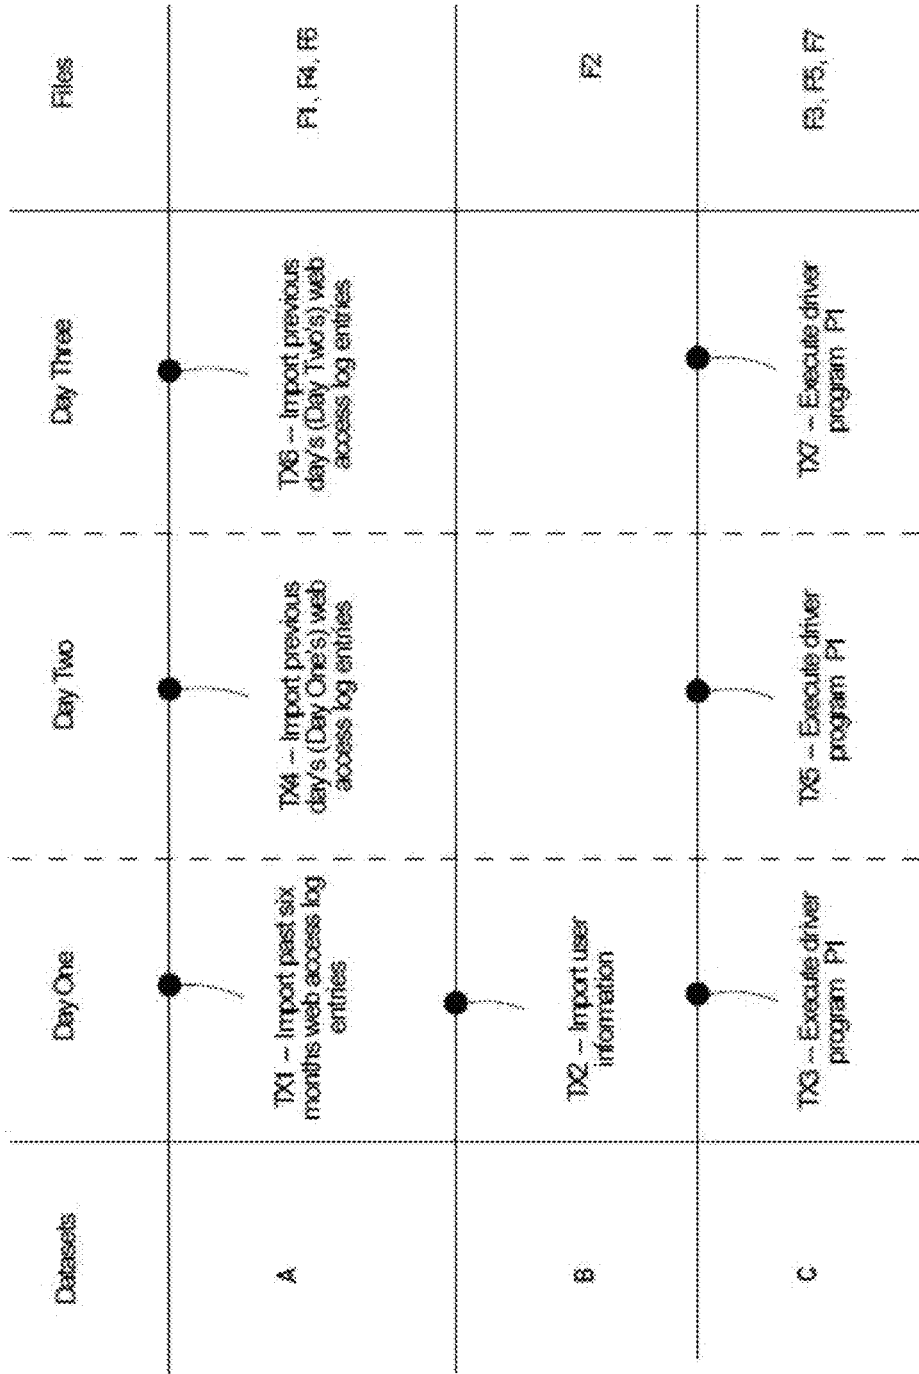 Datasets
Day One
Day Two
Day Three
Files
A
TX1 -- Import past six
months web access log
entries
TX4 -- Import previous
day's (Day One's) web
access log entries
TX6 -- Import previous
day's (Day Two's) web
access log entries
F1, F4, F6
B
TX2 -- Import user
information
F2
C
TX3 -- Execute driver
program P1
TX5 -- Execute driver
program P1
TX7 -- Execute driver
program P1
F3, F5, F7